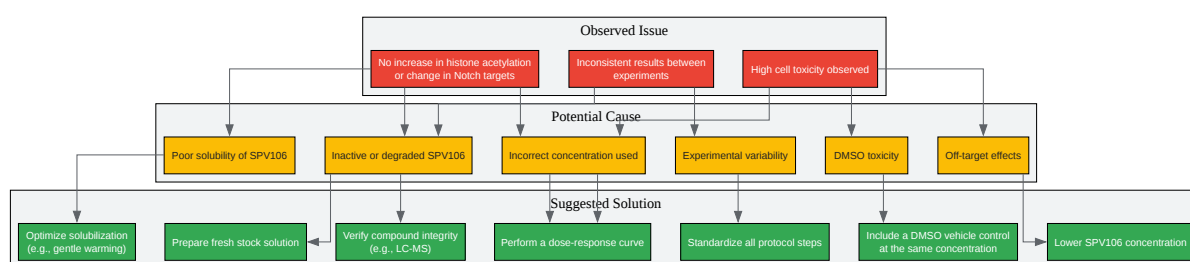 Observed Issue
No increase in histone acetylation
or change in Notch targets
Inconsistent results between
experiments
High cell toxicity observed
Potential Cause
Poor solubility of SPV106
Inactive or degraded SPV106
Incorrect concentration used
Experimental variability
DMSO toxicity
Off-target effects
Suggested Solution
Optimize solubilization
(e.g., gentle warming)
Prepare fresh stock solution
Verify compound integrity
(e.g., LC-MS)
Perform a dose-response curve
Standardize all protocol steps
Include a DMSO vehicle control
at the same concentration
Lower SPV106 concentration